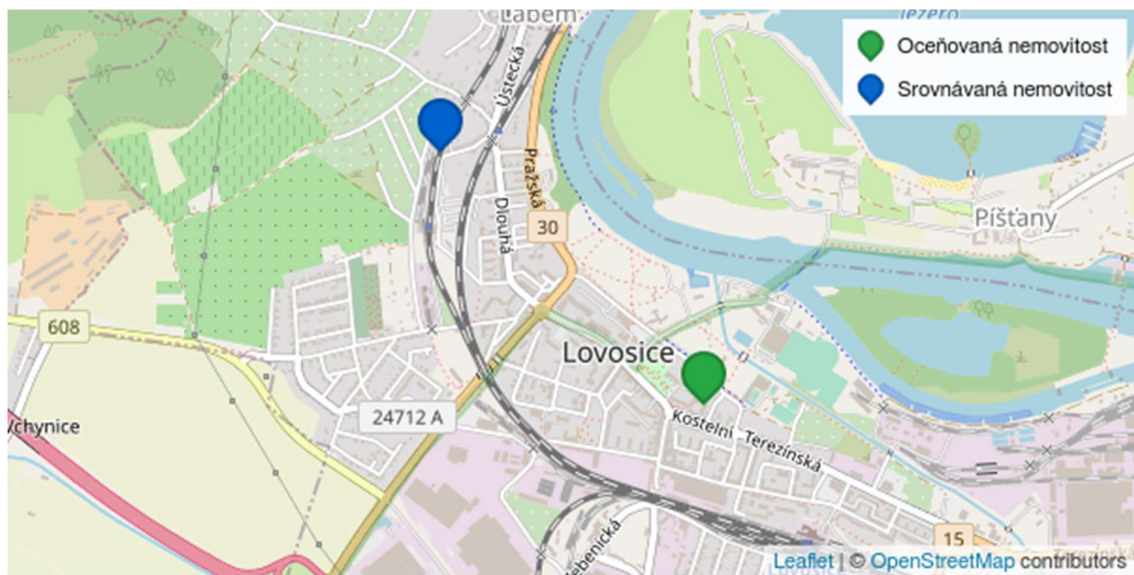 Labem
Jezero
Oceňovaná nemovitost
Srovnávaná nemovitost
Ústecká
Pražská
30
Dlouhá
Píšťany
608
Lovosice
24712 A
Vchynice
Kostelní
Terezínská
15
Leaflet | © OpenStreetMap contributors